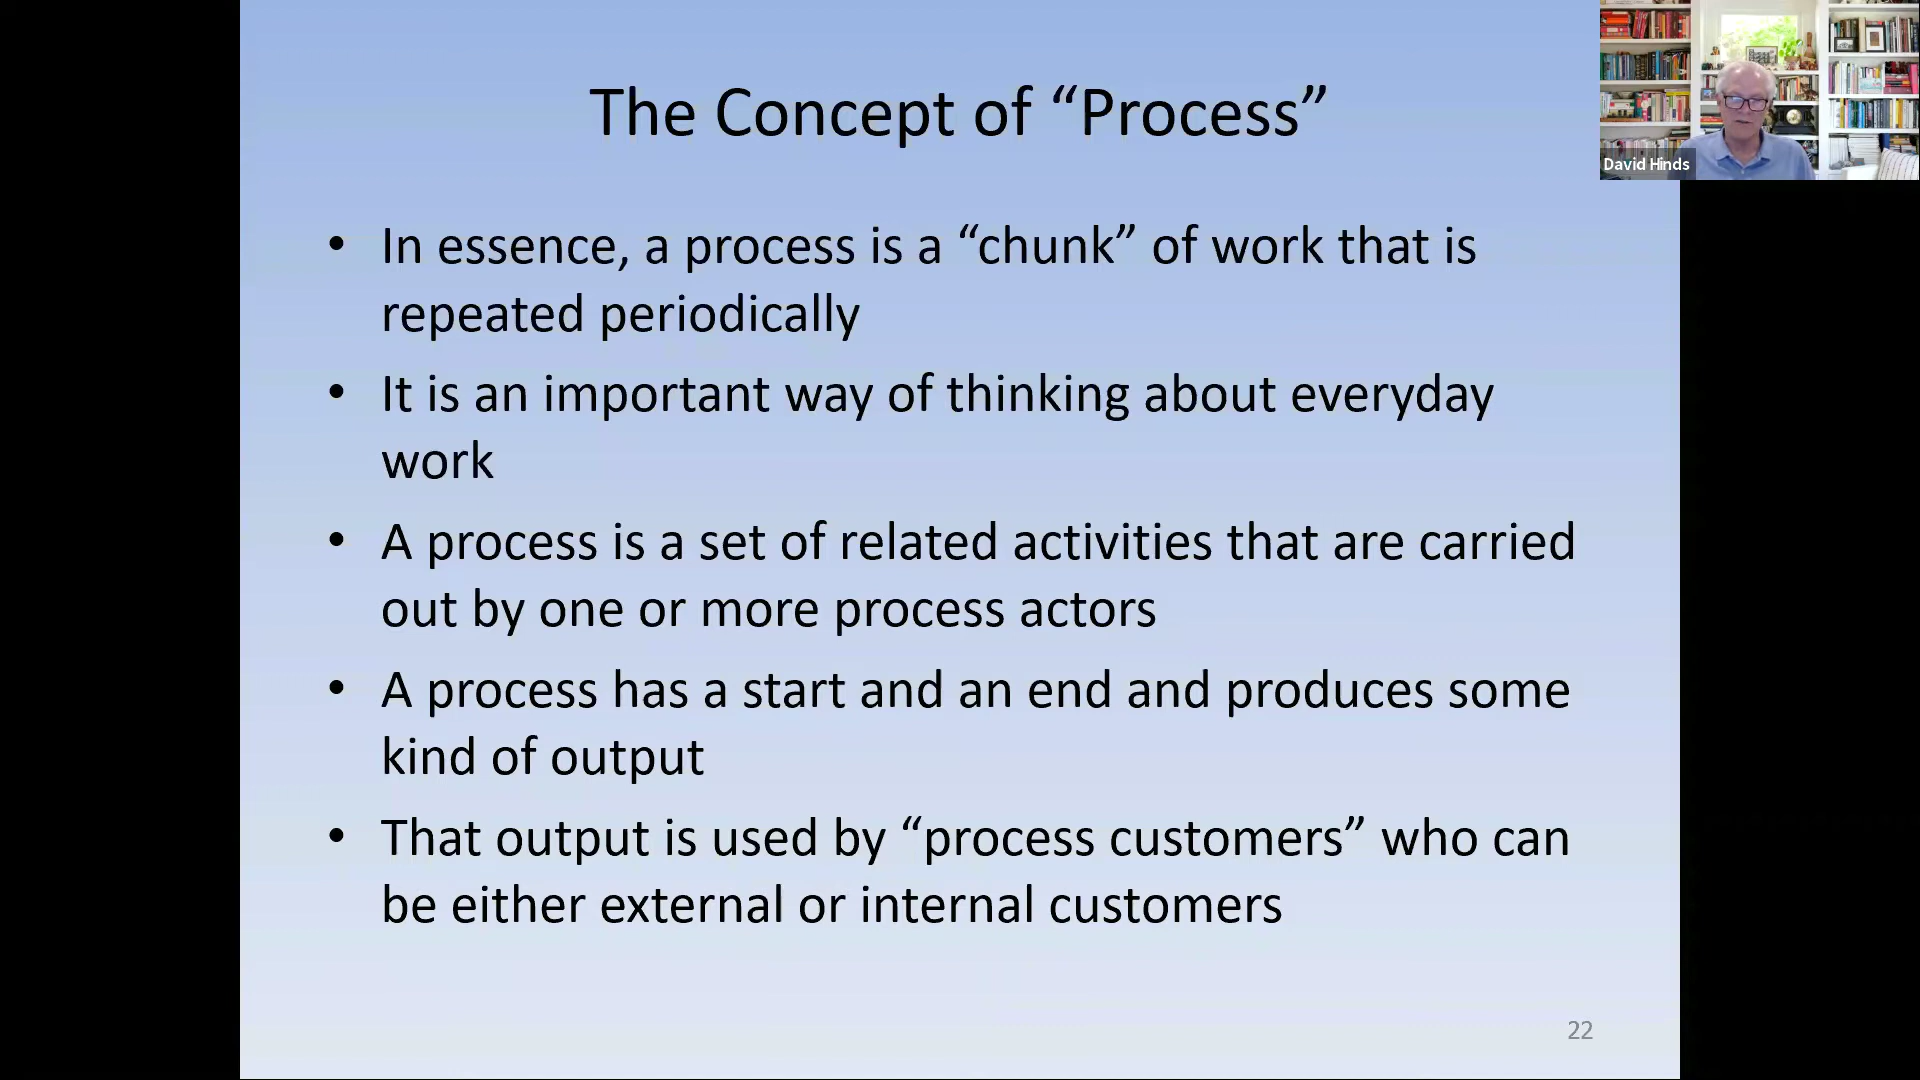 The Concept of “Process”
David Hinds
• In essence, a process is a “chunk” of work that is
repeated periodically
• It is an important way of thinking about everyday
work
• A process is a set of related activities that are carried
out by one or more process actors
• A process has a start and an end and produces some
kind of output
• That output is used by “process customers” who can
be either external or internal customers
22